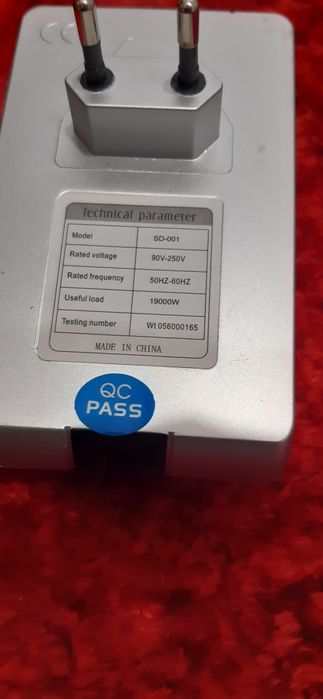 CE
Technical parameter
Model SD-001
Rated voltage 90V-250V
Rated frequency 50HZ-60HZ
Useful load 19000W
Testing number Wt 056000165
MADE IN CHINA
QC
PASS